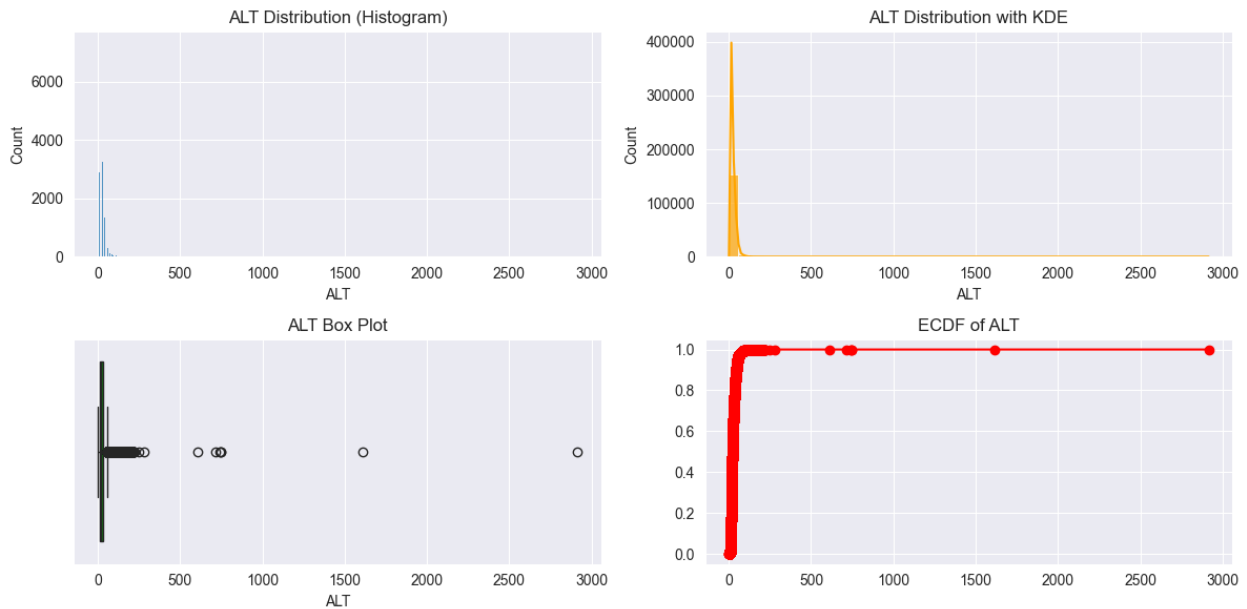 ALT Distribution (Histogram)
Count
6000
4000
2000
0
0 500 1000 1500 2000 2500 3000
ALT
ALT Distribution with KDE
Count
400000
300000
200000
100000
0
0 500 1000 1500 2000 2500 3000
ALT
ALT Box Plot
0 500 1000 1500 2000 2500 3000
ALT
ECDF of ALT
1.0
0.8
0.6
0.4
0.2
0.0
0 500 1000 1500 2000 2500 3000